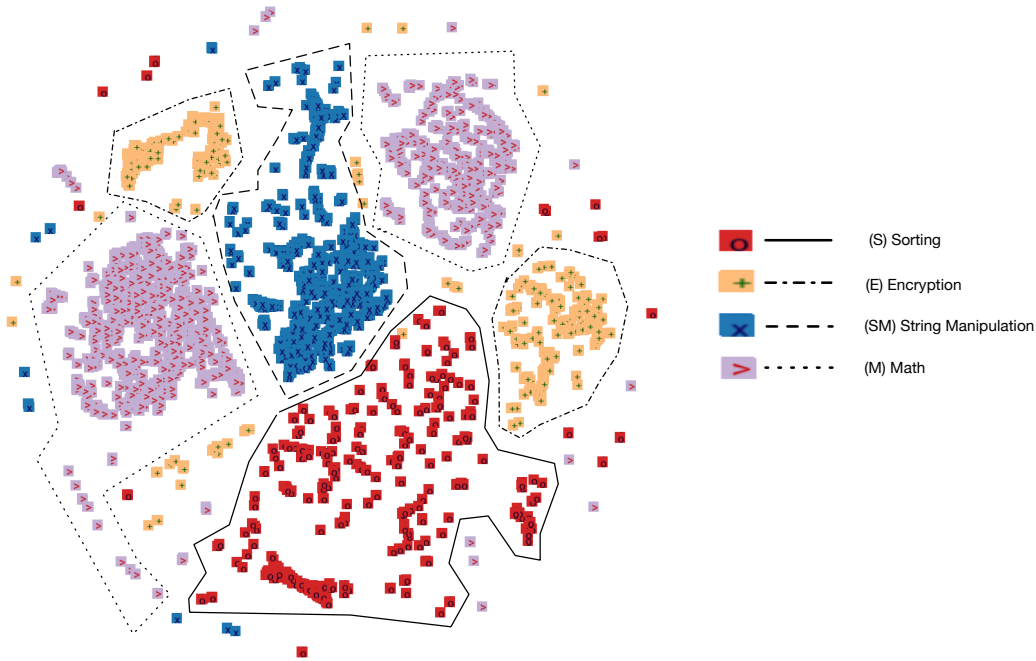 (S) Sorting
(E) Encryption
(SM) String Manipulation
(M) Math